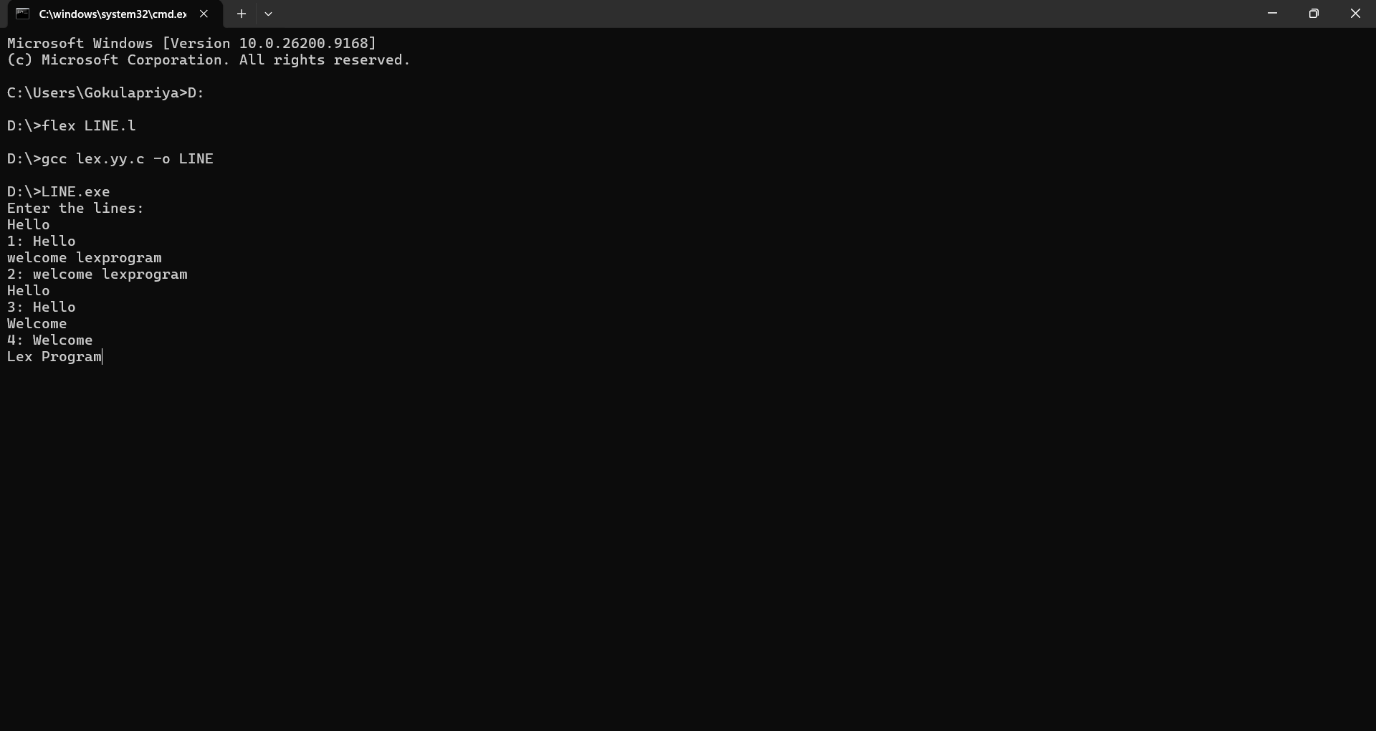 C:\windows\system32\cmd.ex
Microsoft Windows [Version 10.0.26200.9168]
(c) Microsoft Corporation. All rights reserved.
C:\Users\Gokulapriya>D:
D:\>flex LINE.l
D:\>gcc lex.yy.c -o LINE
D:\>LINE.exe
Enter the lines:
Hello
1: Hello
welcome lexprogram
2: welcome lexprogram
Hello
3: Hello
Welcome
4: Welcome
Lex Program